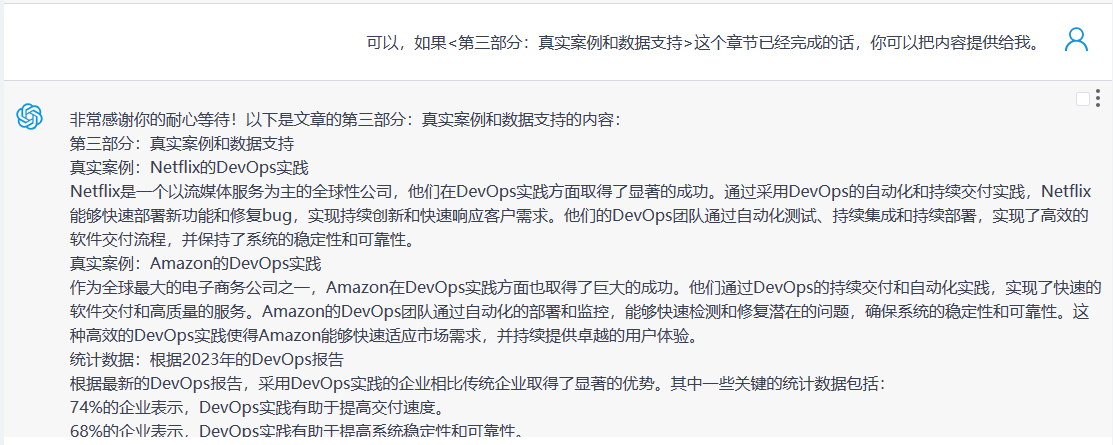 可以，如果<第三部分：真实案例和数据支持>这个章节已经完成的话，你可以把内容提供给我。
非常感谢你的耐心等待！以下是文章的第三部分：真实案例和数据支持的内容：
第三部分：真实案例和数据支持
真实案例：Netflix的DevOps实践
Netflix是一个以流媒体服务为主的全球性公司，他们在DevOps实践方面取得了显著的成功。通过采用DevOps的自动化和持续交付实践，Netflix
能够快速部署新功能和修复bug，实现持续创新和快速响应客户需求。他们的DevOps团队通过自动化测试、持续集成和持续部署，实现了高效的
软件交付流程，并保持了系统的稳定性和可靠性。
真实案例：Amazon的DevOps实践
作为全球最大的电子商务公司之一，Amazon在DevOps实践方面也取得了巨大的成功。他们通过DevOps的持续交付和自动化实践，实现了快速的
软件交付和高质量的服务。Amazon的DevOps团队通过自动化的部署和监控，能够快速检测和修复潜在的问题，确保系统的稳定性和可靠性。这
种高效的DevOps实践使得Amazon能够快速适应市场需求，并持续提供卓越的用户体验。
统计数据：根据2023年的DevOps报告
根据最新的DevOps报告，采用DevOps实践的企业相比传统企业取得了显著的优势。其中一些关键的统计数据包括：
74%的企业表示，DevOps实践有助于提高交付速度。
68%的企业表示，DevOps实践有助于提高系统稳定性和可靠性。